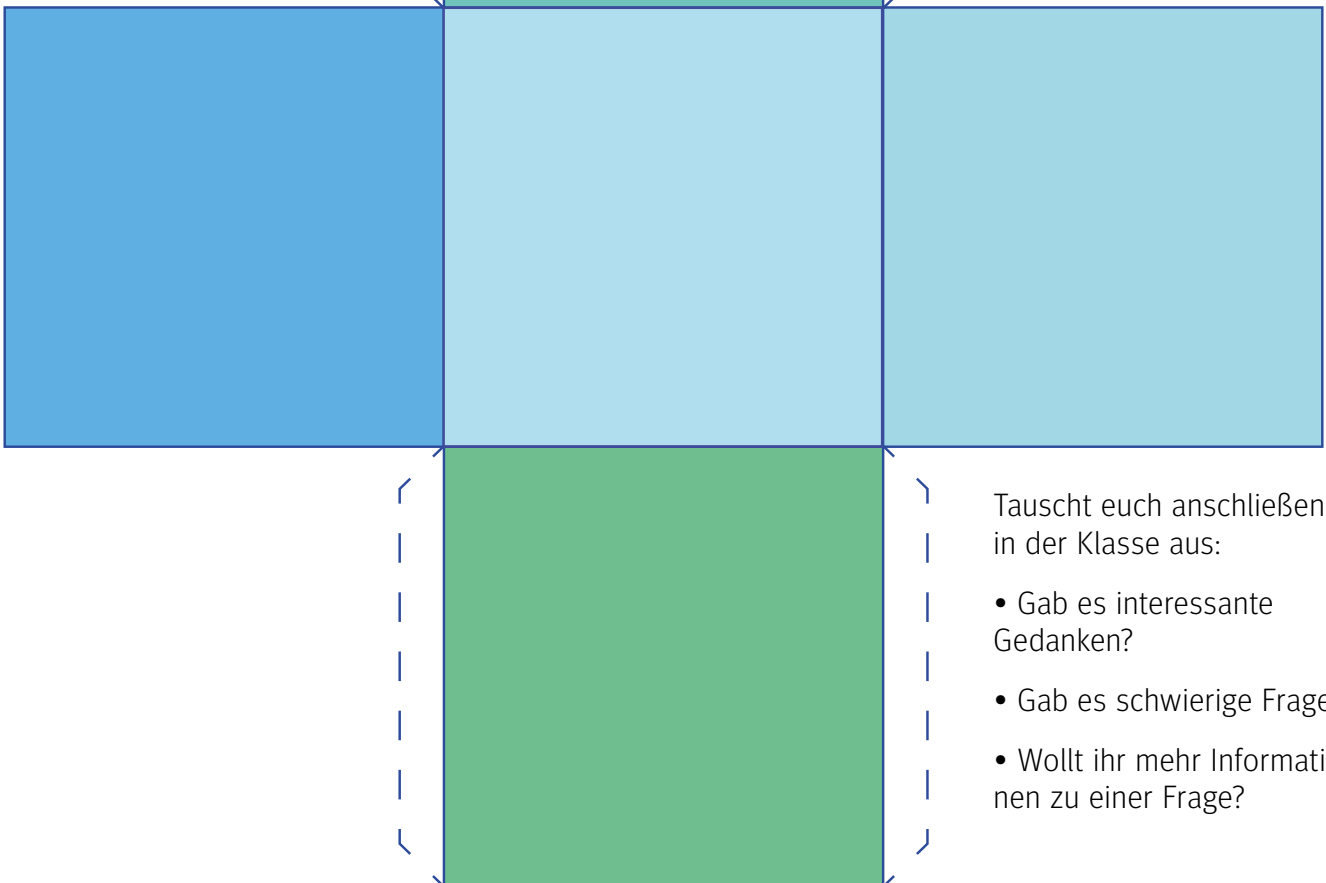 Tauscht euch anschließen
in der Klasse aus:
• Gab es interessante
Gedanken?
• Gab es schwierige Frage
• Wollt ihr mehr Informati
nen zu einer Frage?